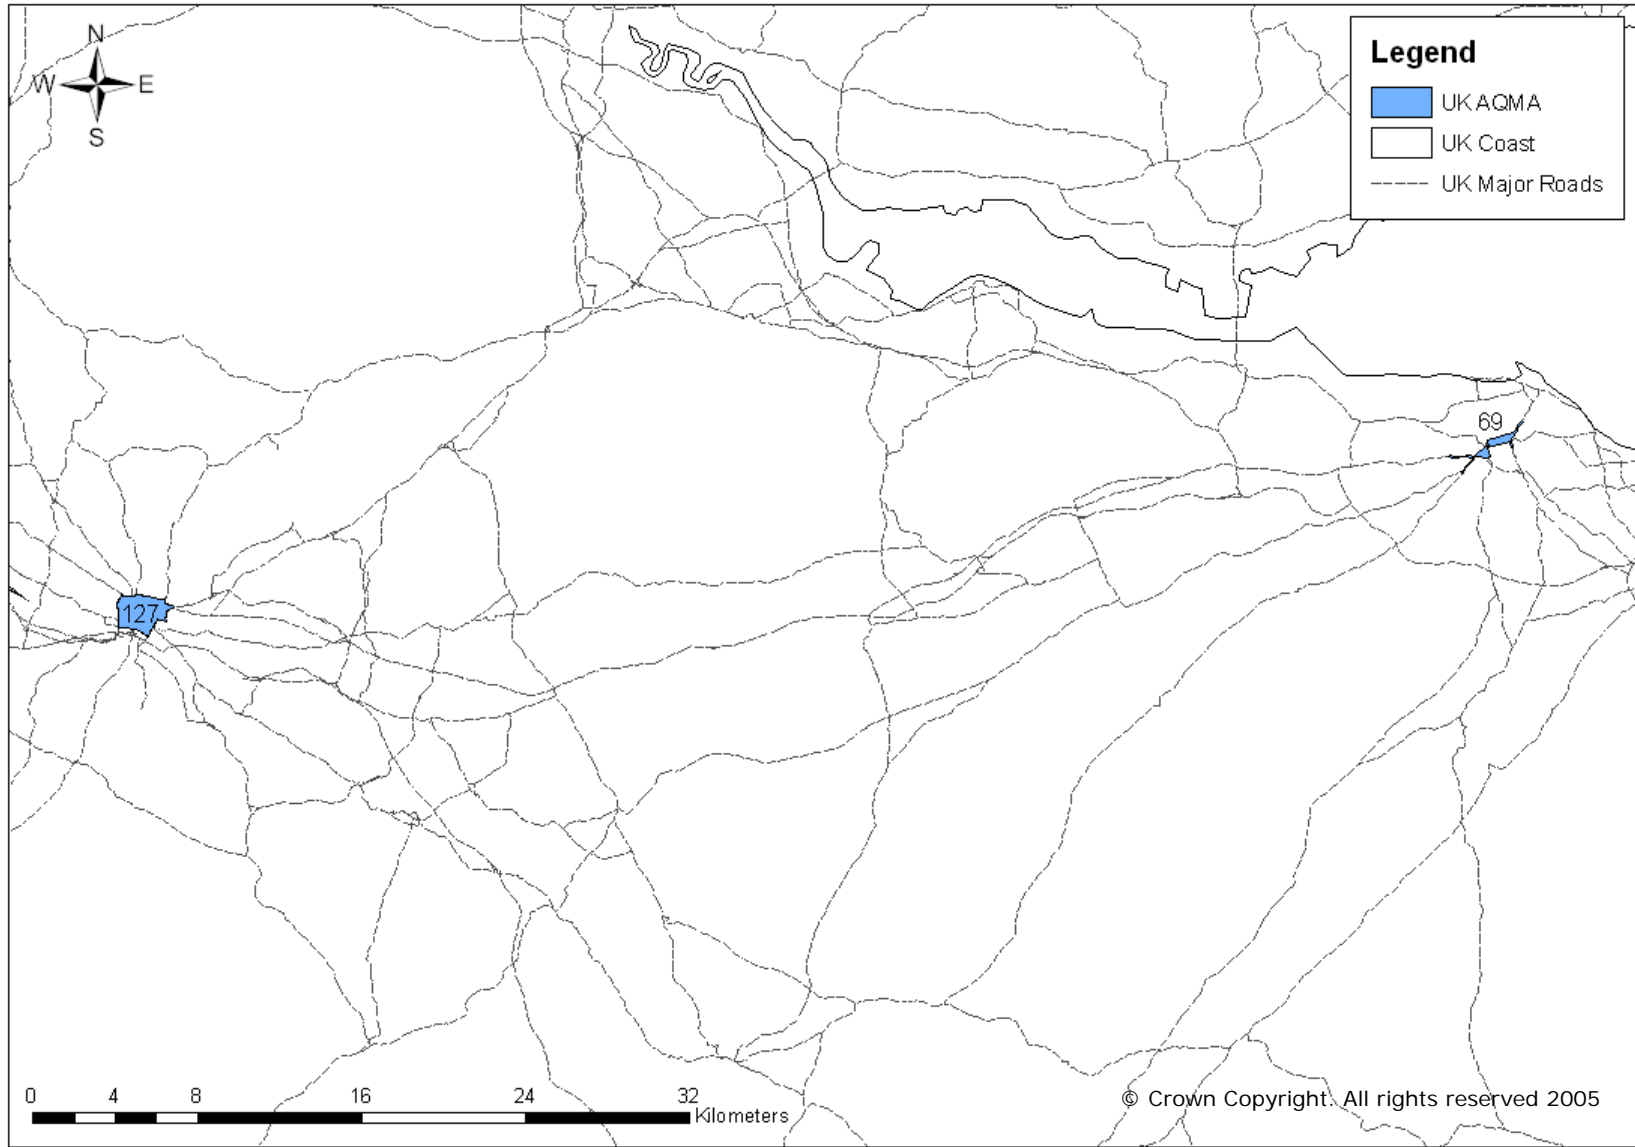 N
W E
S
Legend
UK AQMA
UK Coast
UK Major Roads
69
127
0 4 8 16 24 32
Kilometers
© Crown Copyright. All rights reserved 2005